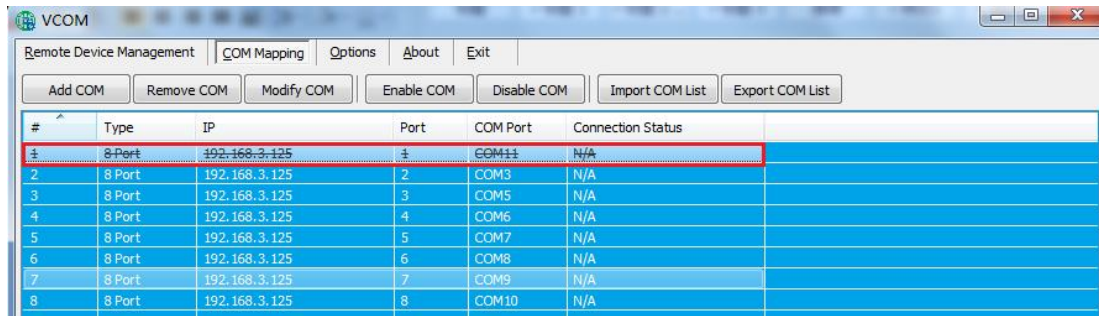 VCOM
Remote Device Management COM Mapping Options About Exit
Add COM Remove COM Modify COM Enable COM Disable COM Import COM List Export COM List
# Type IP Port COM Port Connection Status
1 8 Port 192.168.3.125 1 COM11 N/A
2 8 Port 192.168.3.125 2 COM3 N/A
3 8 Port 192.168.3.125 3 COM5 N/A
4 8 Port 192.168.3.125 4 COM6 N/A
5 8 Port 192.168.3.125 5 COM7 N/A
6 8 Port 192.168.3.125 6 COM8 N/A
7 8 Port 192.168.3.125 7 COM9 N/A
8 8 Port 192.168.3.125 8 COM10 N/A